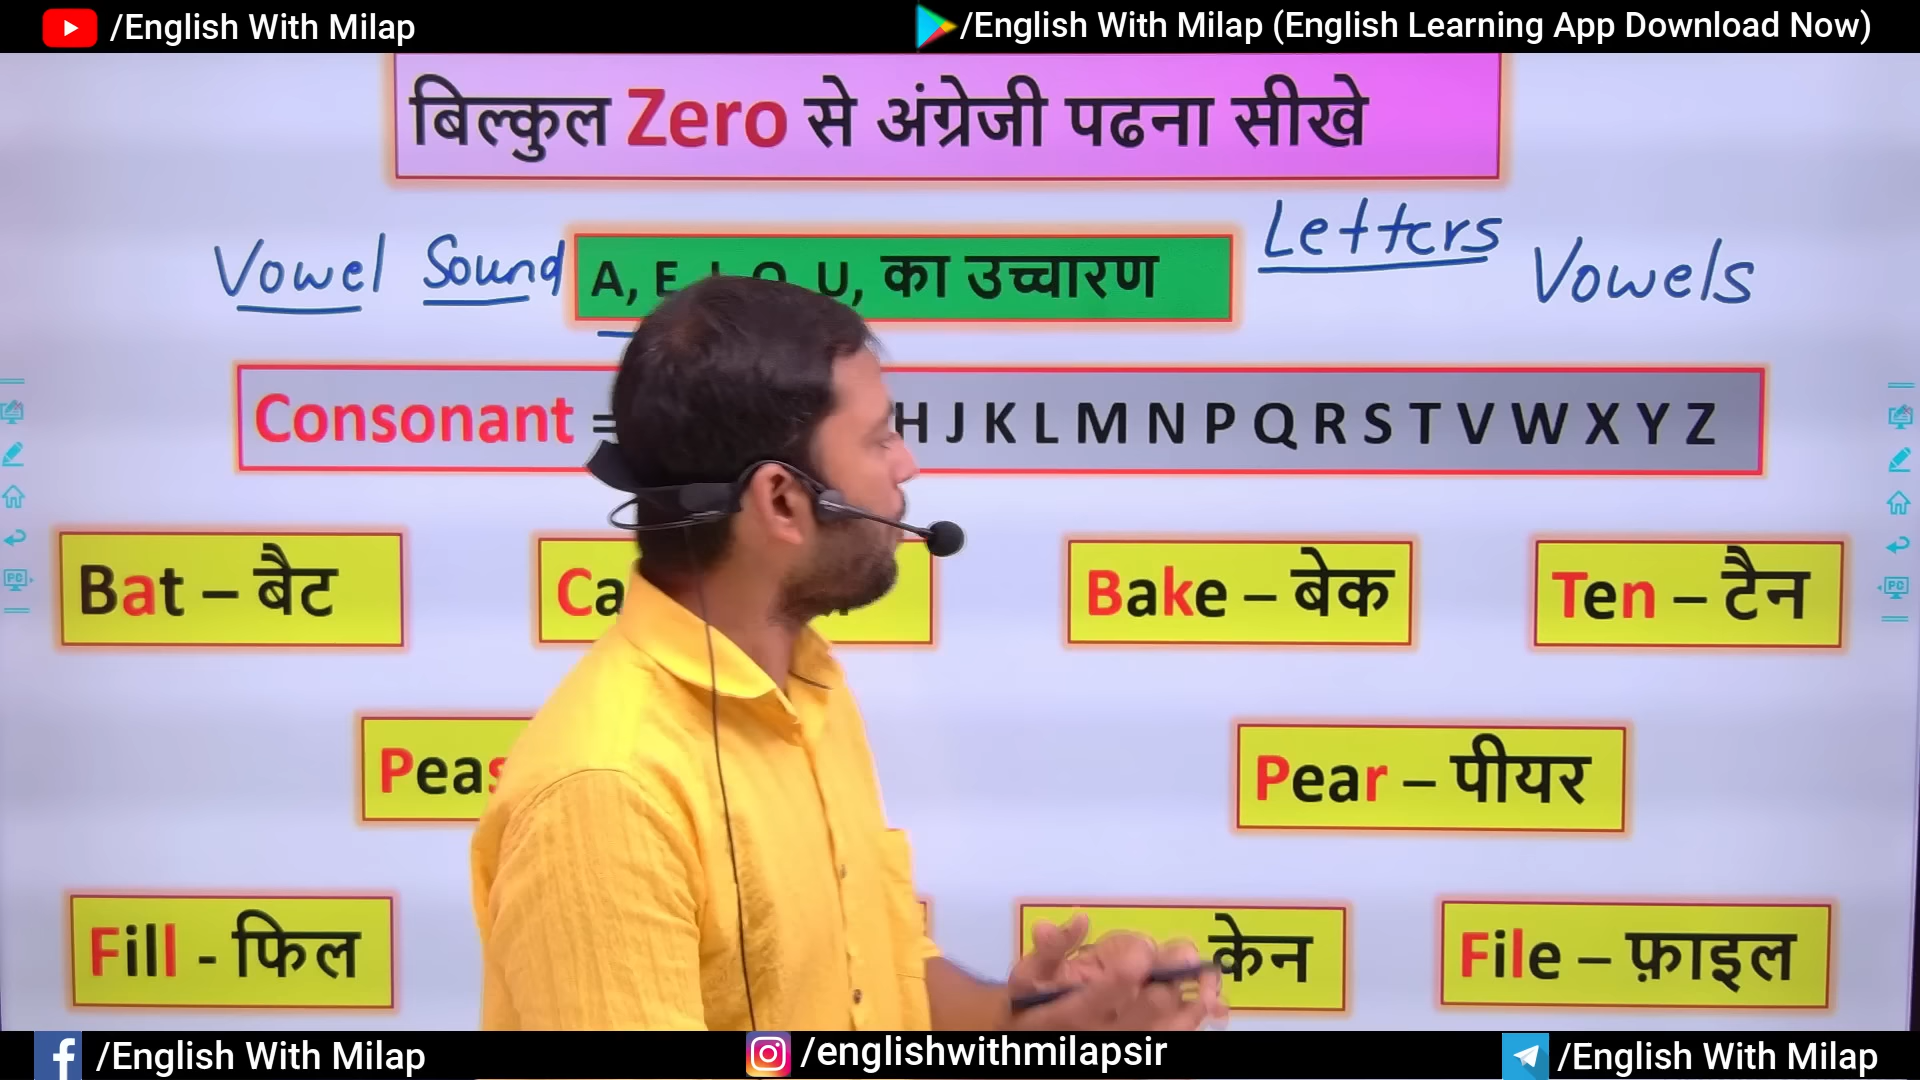 /English With Milap
/English With Milap (English Learning App Download Now)
बिल्कुल Zero से अंग्रेजी पढना सीखे
Vowel Sound
A, E, I, O, U, का उच्चारण
Letters
Vowels
Consonant = H J K L M N P Q R S T V W X Y Z
Bat – बैट
Bake – बेक
Ten – टैन
Peas
Pear – पीयर
Fill - फिल
केन
File – फ़ाइल
/English With Milap
/englishwithmilapsir
/English With Milap